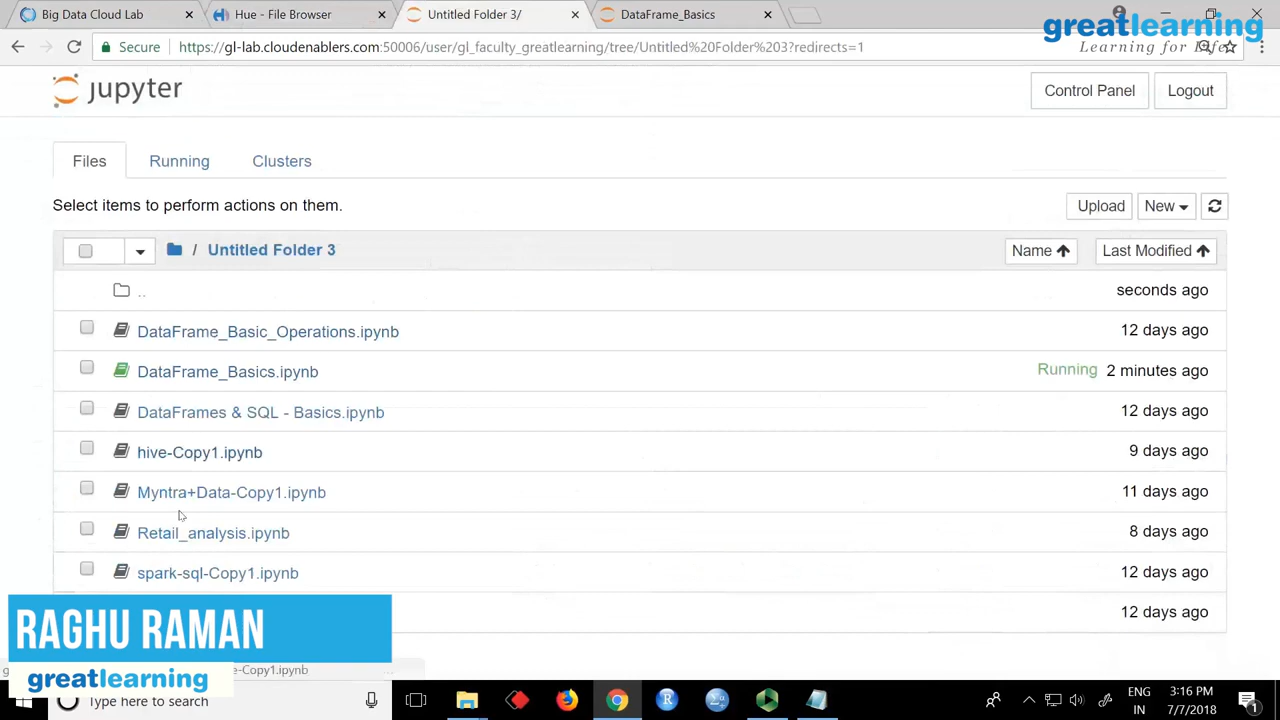 Big Data Cloud Lab
Hue - File Browser
Untitled Folder 3/
DataFrame_Basics
greatlearning
Learning for Life
Secure
https://gl-lab.cloudenablers.com:50006/user/gl_faculty_greatlearning/tree/Untitled%20Folder%203?redirects=1
jupyter
Control Panel
Logout
Files
Running
Clusters
Select items to perform actions on them.
Upload
New
/ Untitled Folder 3
Name
Last Modified
..
seconds ago
DataFrame_Basic_Operations.ipynb
12 days ago
DataFrame_Basics.ipynb
Running
2 minutes ago
DataFrames & SQL - Basics.ipynb
12 days ago
hive-Copy1.ipynb
9 days ago
Myntra+Data-Copy1.ipynb
11 days ago
Retail_analysis.ipynb
8 days ago
spark-sql-Copy1.ipynb
12 days ago
12 days ago
RAGHU RAMAN
e-Copy1.ipynb
greatlearning
Type here to search
ENG
IN
3:16 PM
7/7/2018
1